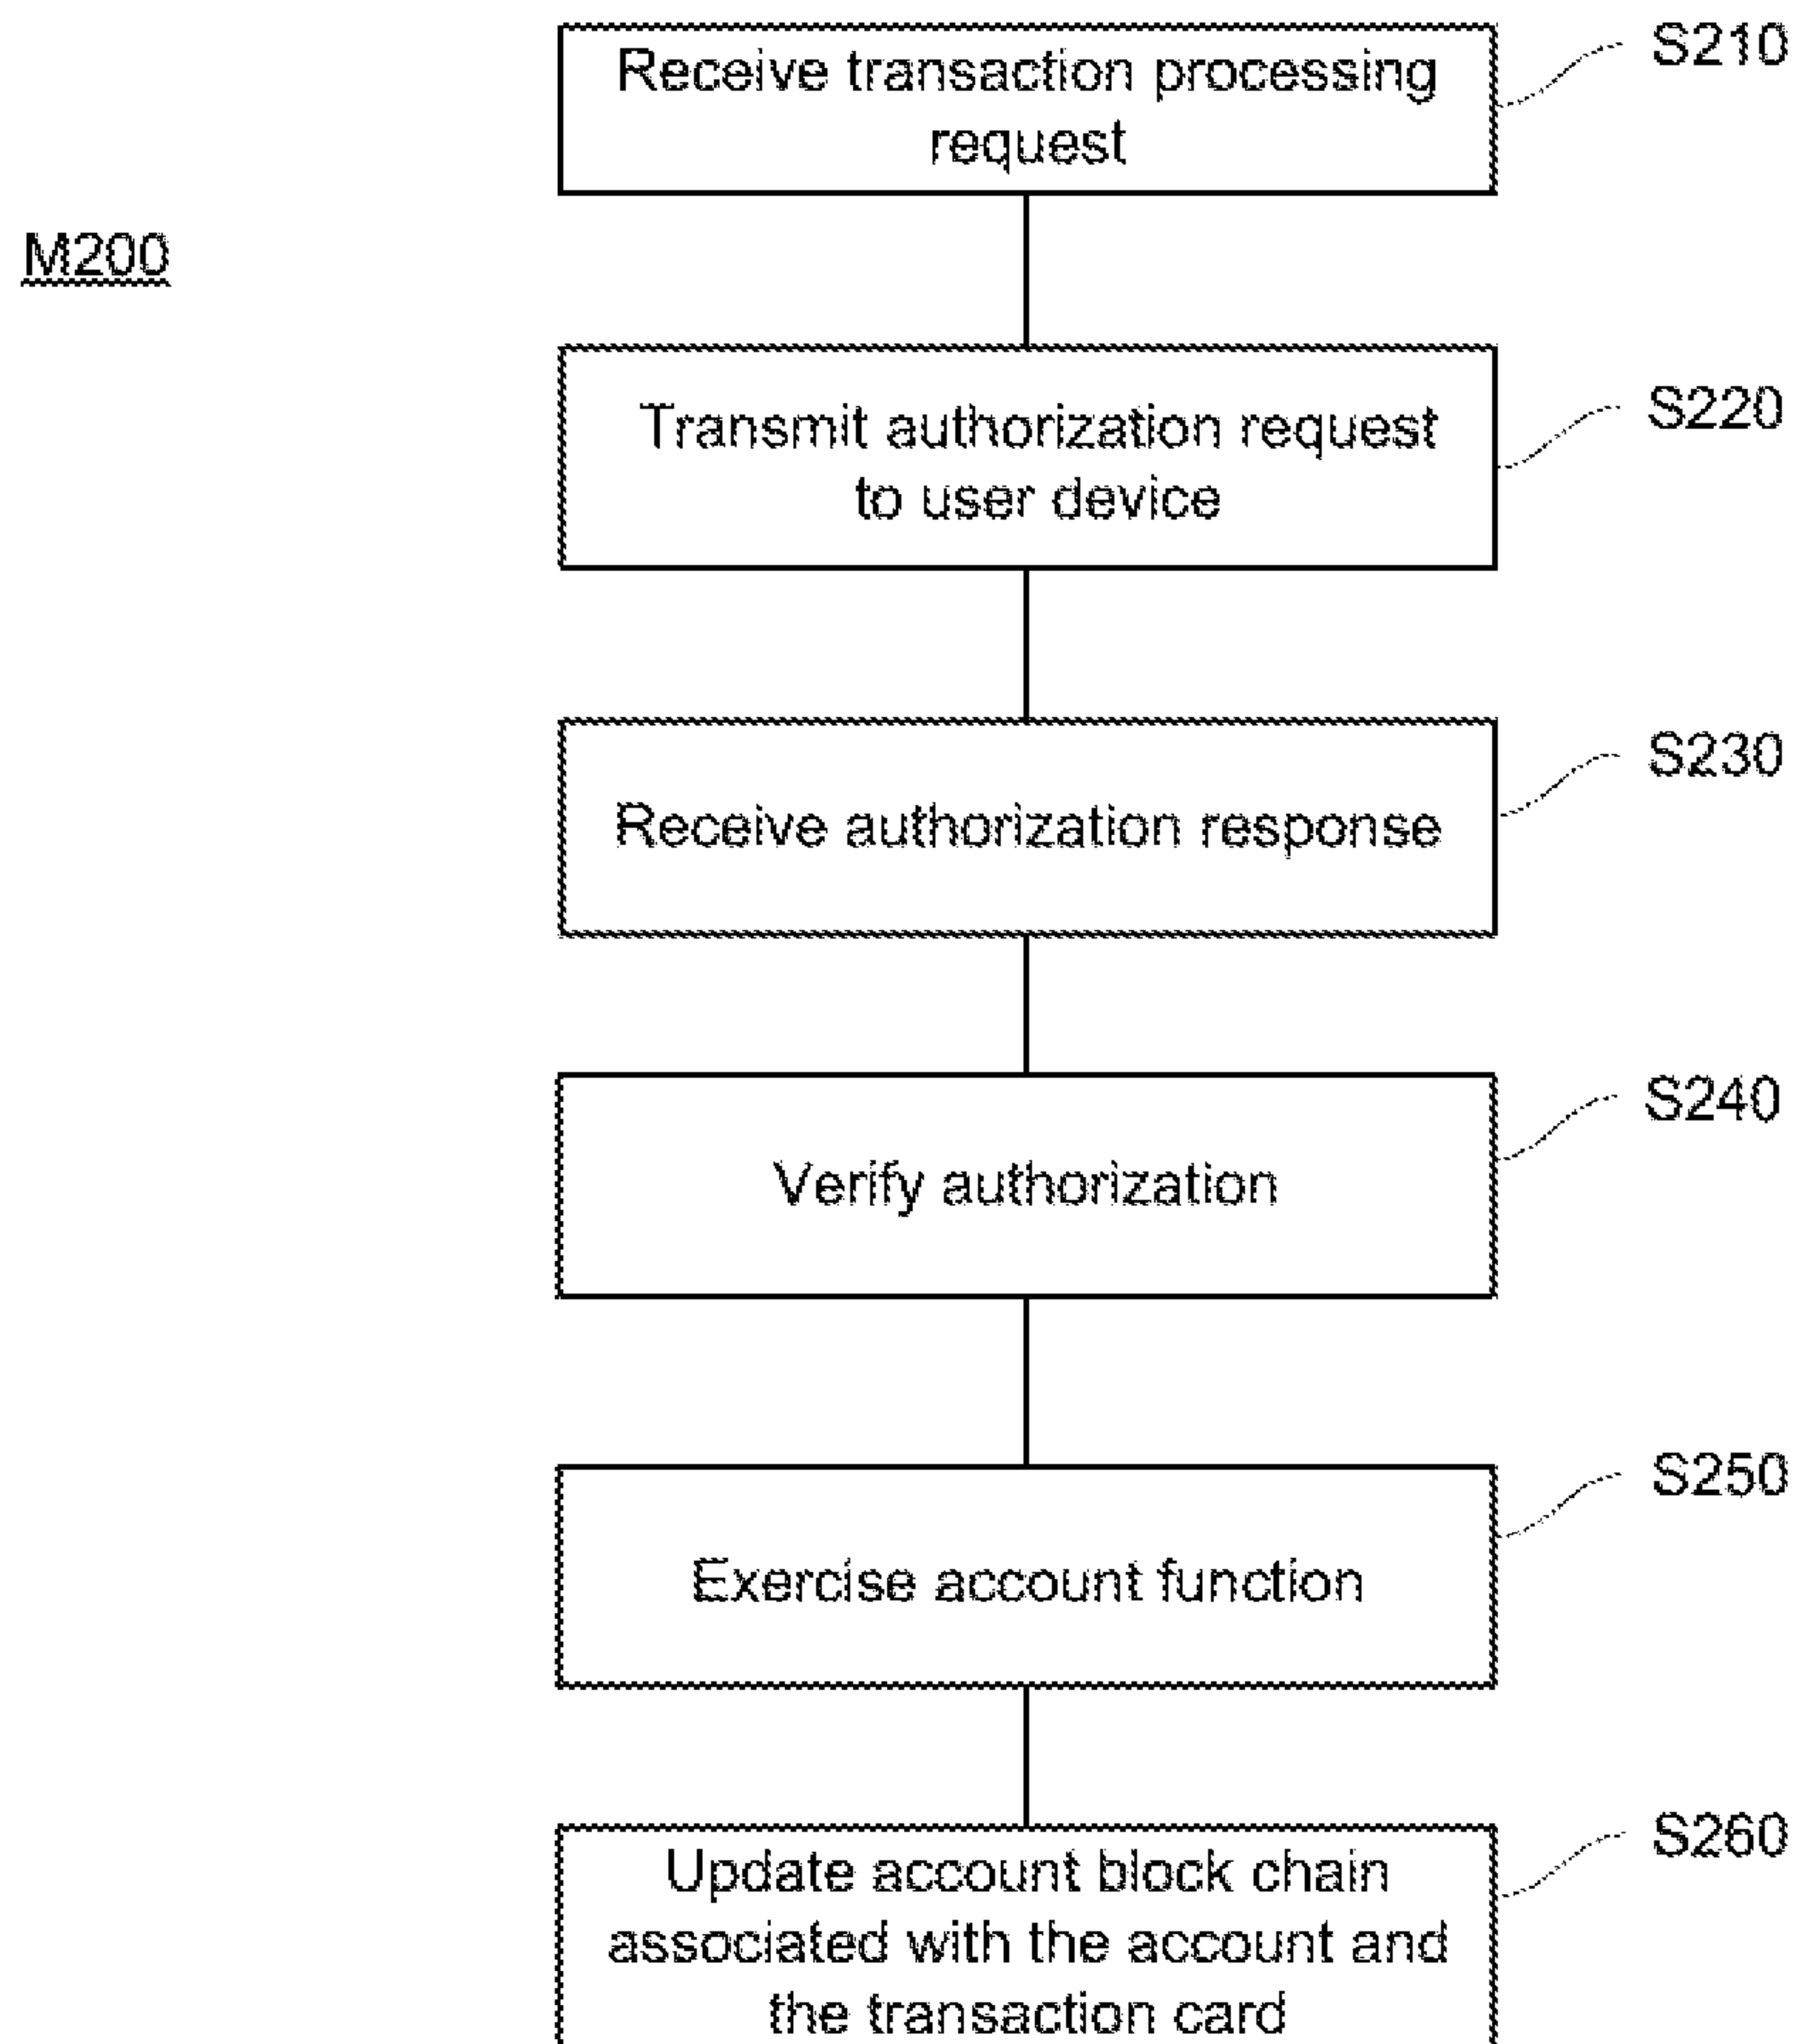 Receive transaction processing
request
S210
M200
Transmit authorization request
to user device
S220
Receive authorization response
S230
Verify authorization
S240
Exercise account function
S250
Update account block chain
associated with the account and
the transaction card
S260